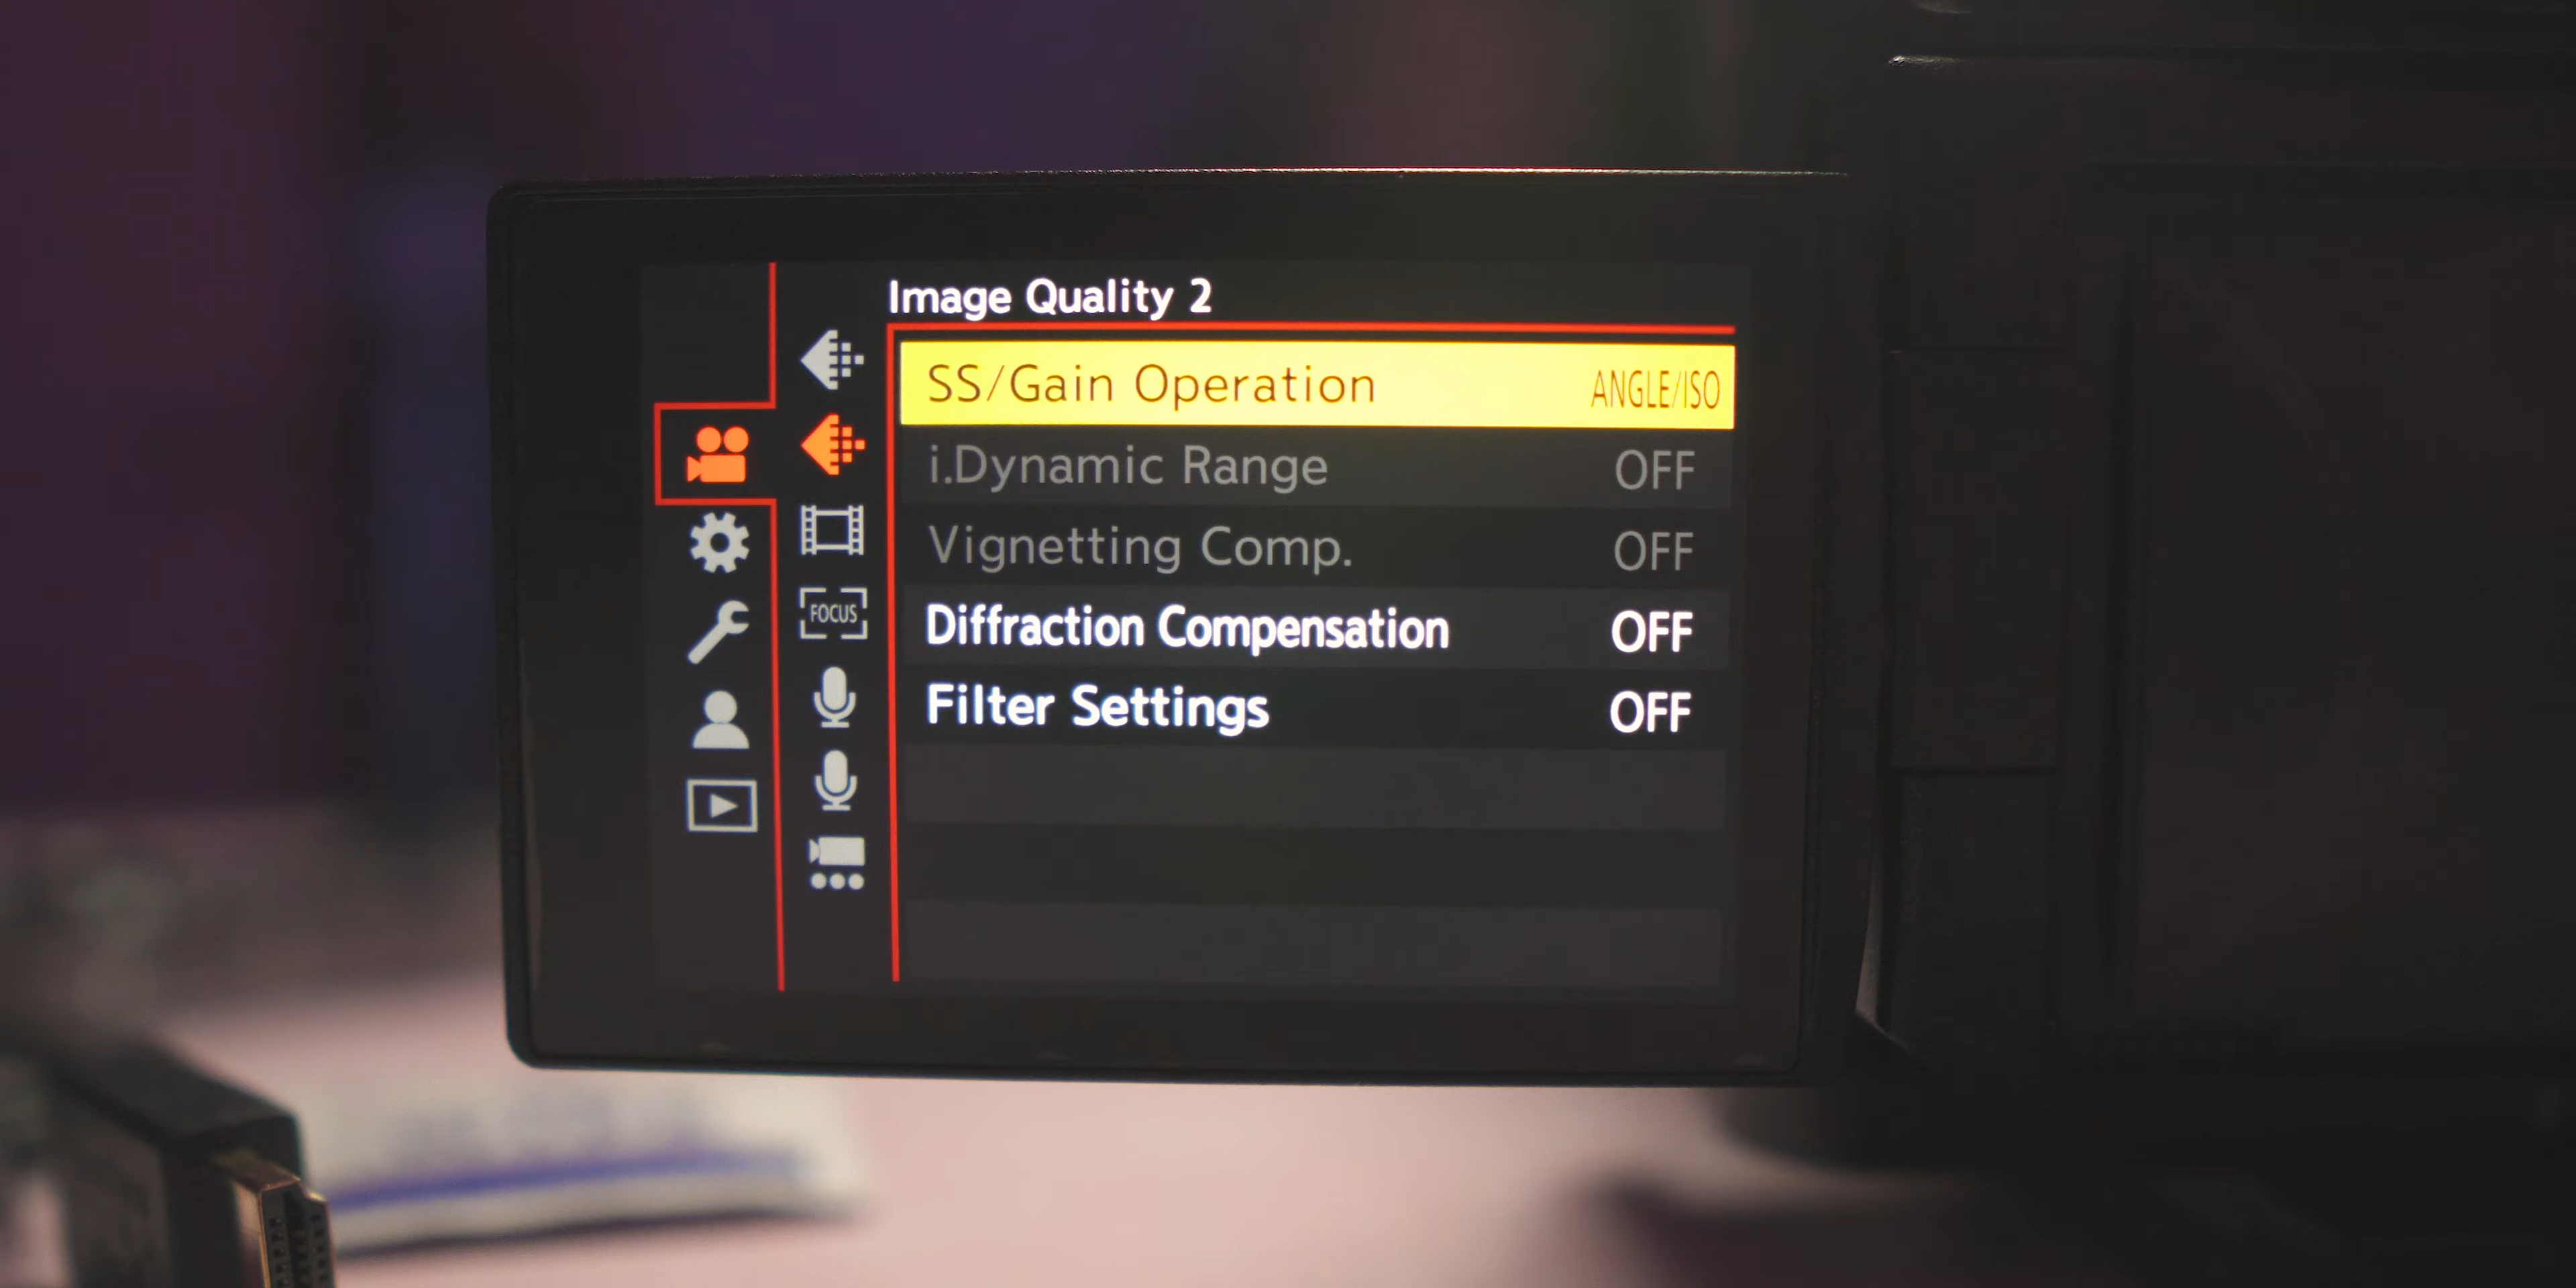 Image Quality 2
SS/Gain Operation ANGLE/ISO
i.Dynamic Range OFF
Vignetting Comp. OFF
FOCUS
Diffraction Compensation OFF
Filter Settings OFF